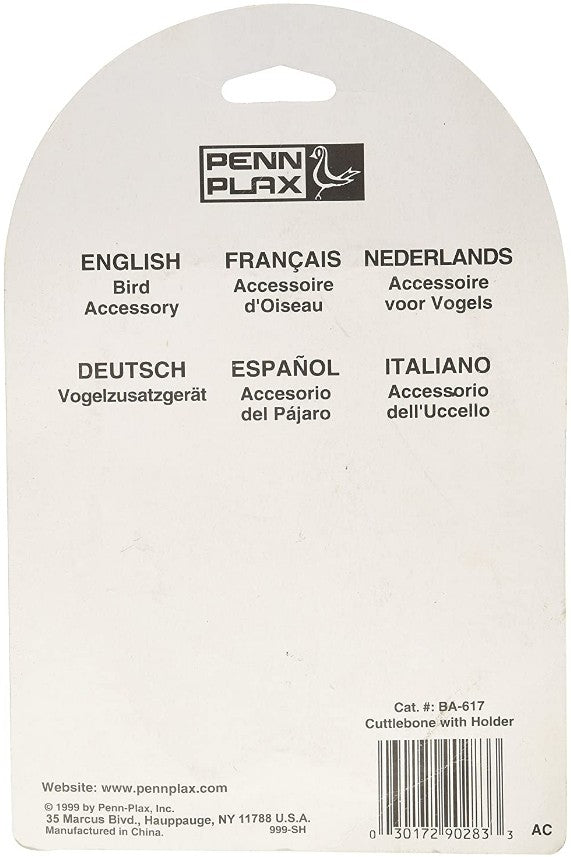 PENN
PLAX
ENGLISH
Bird
Accessory
FRANÇAIS
Accessoire
d'Oiseau
NEDERLANDS
Accessoire
voor Vogels
DEUTSCH
Vogelzusatzgerät
ESPAÑOL
Accesorio
del Pájaro
ITALIANO
Accessorio
dell'Uccello
Cat. #: BA-617
Cuttlebone with Holder
Website: www.pennplax.com
© 1999 by Penn-Plax, Inc.
35 Marcus Blvd., Hauppauge, NY 11788 U.S.A.
Manufactured in China. 999-SH
0 30172 90283 3
AC